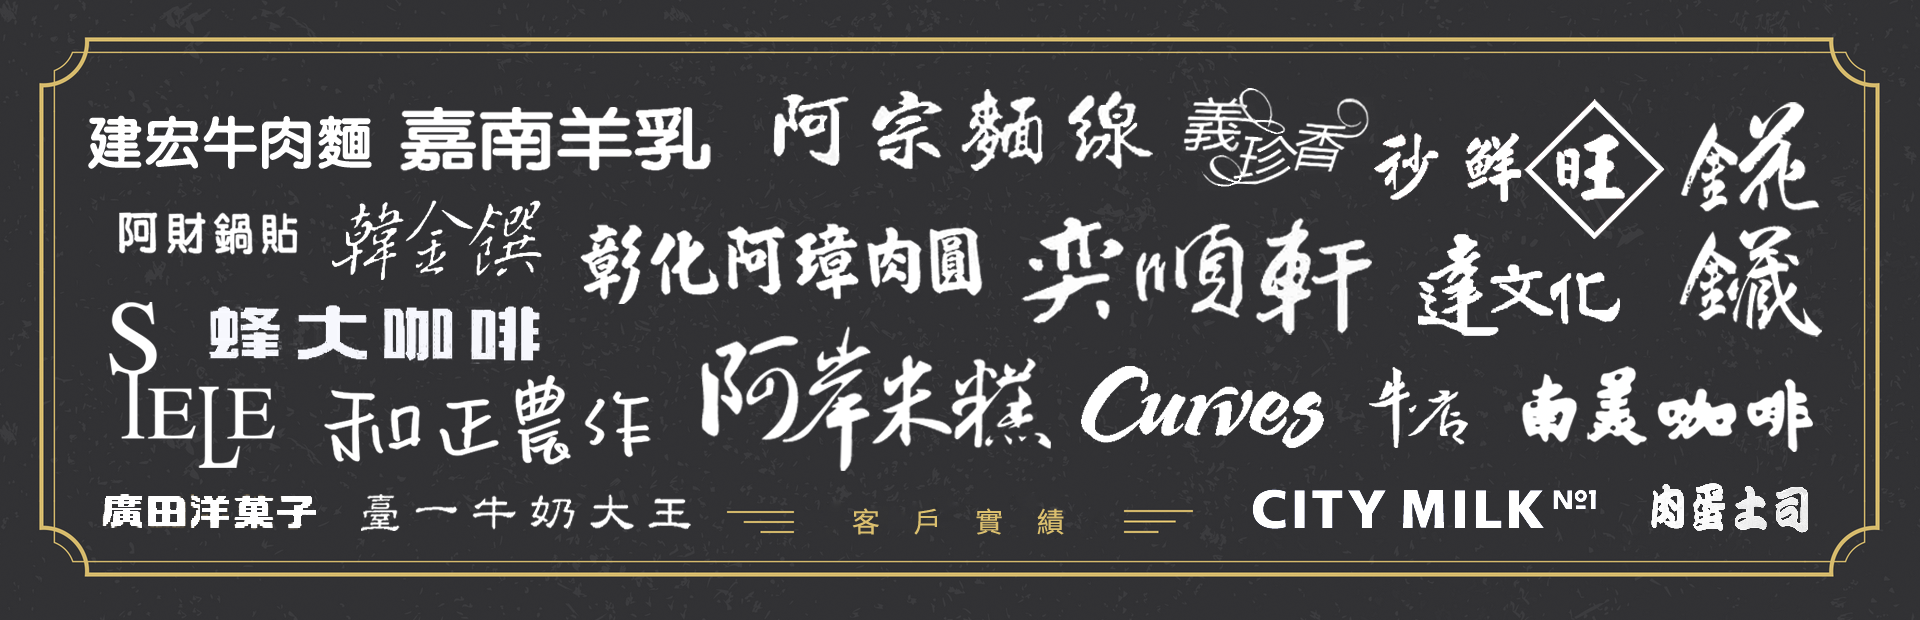 建宏牛肉麵
嘉南羊乳
阿宗麵線
義珍香
秒鮮旺
阿財鍋貼
韓金饌
彰化阿璋肉圓
奕順軒
達文化
錵鑶
STELE
蜂大咖啡
和正農作
阿岸米糕
Curves
牛店
南美咖啡
廣田洋菓子
臺一牛奶大王
客戶實績
CITY MILK №1
肉蛋土司